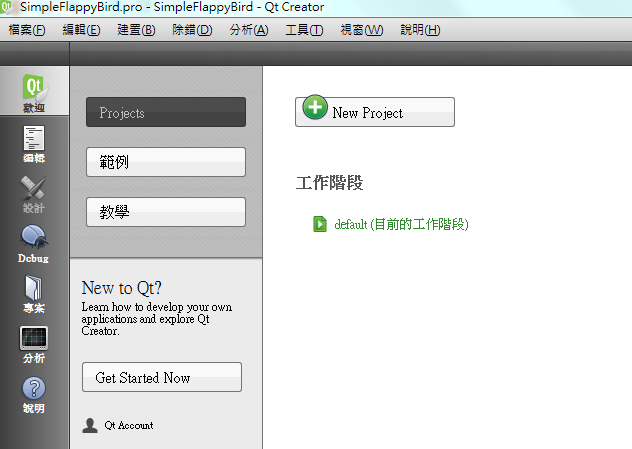 SimpleFlappyBird.pro - SimpleFlappyBird - Qt Creator
檔案(F) 編輯(E) 建置(B) 除錯(D) 分析(A) 工具(T) 視窗(W) 說明(H)
Qt
歡迎
編輯
設計
Debug
專案
分析
說明
Projects
範例
教學
New to Qt?
Learn how to develop your own
applications and explore Qt
Creator.
Get Started Now
Qt Account
New Project
工作階段
default (目前的工作階段)